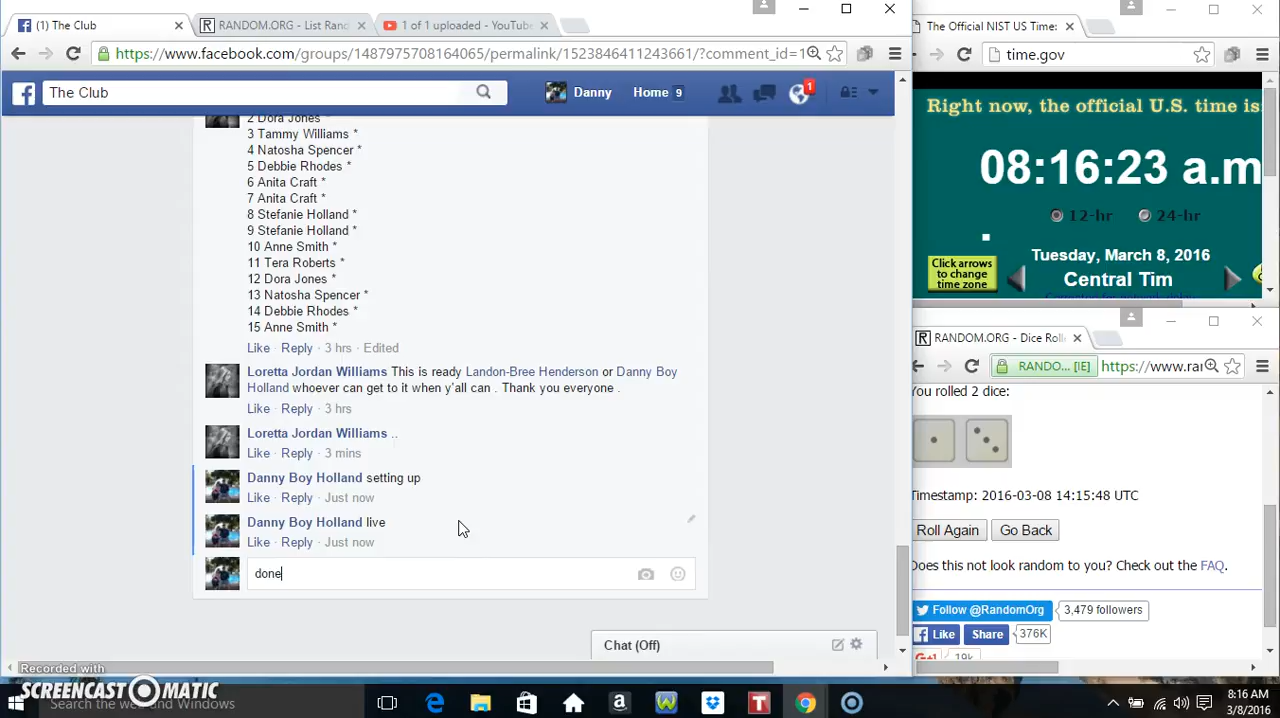 (1) The Club
RANDOM.ORG - List Ran
1 of 1 uploaded - YouTube
https://www.facebook.com/groups/1487975708164065/permalink/1523846411243661/?comment_id=1
The Club
Danny
Home 9
1
2 Dora Jones *
3 Tammy Williams *
4 Natosha Spencer *
5 Debbie Rhodes *
6 Anita Craft *
7 Anita Craft *
8 Stefanie Holland *
9 Stefanie Holland *
10 Anne Smith *
11 Tera Roberts *
12 Dora Jones *
13 Natosha Spencer *
14 Debbie Rhodes *
15 Anne Smith *
Like · Reply · 3 hrs · Edited
Loretta Jordan Williams This is ready Landon-Bree Henderson or Danny Boy
Holland whoever can get to it when y'all can . Thank you everyone .
Like · Reply · 3 hrs
Loretta Jordan Williams ..
Like · Reply · 3 mins
Danny Boy Holland setting up
Like · Reply · Just now
Danny Boy Holland live
Like · Reply · Just now
done
Chat (Off)
Recorded with
SCREENCAST-O-MATIC
Search the web and Windows
The Official NIST US Time:
time.gov
Right now, the official U.S. time is:
08:16:23 a.m
12-hr 24-hr
Tuesday, March 8, 2016
Central Tim
Click arrows
to change
time zone
RANDOM.ORG - Dice Roll
RANDO... [IE]
https://www.rar
You rolled 2 dice:
Timestamp: 2016-03-08 14:15:48 UTC
Roll Again
Go Back
Does this not look random to you? Check out the FAQ.
Follow @RandomOrg
3,479 followers
Like
Share
376K
19k
8:16 AM
3/8/2016